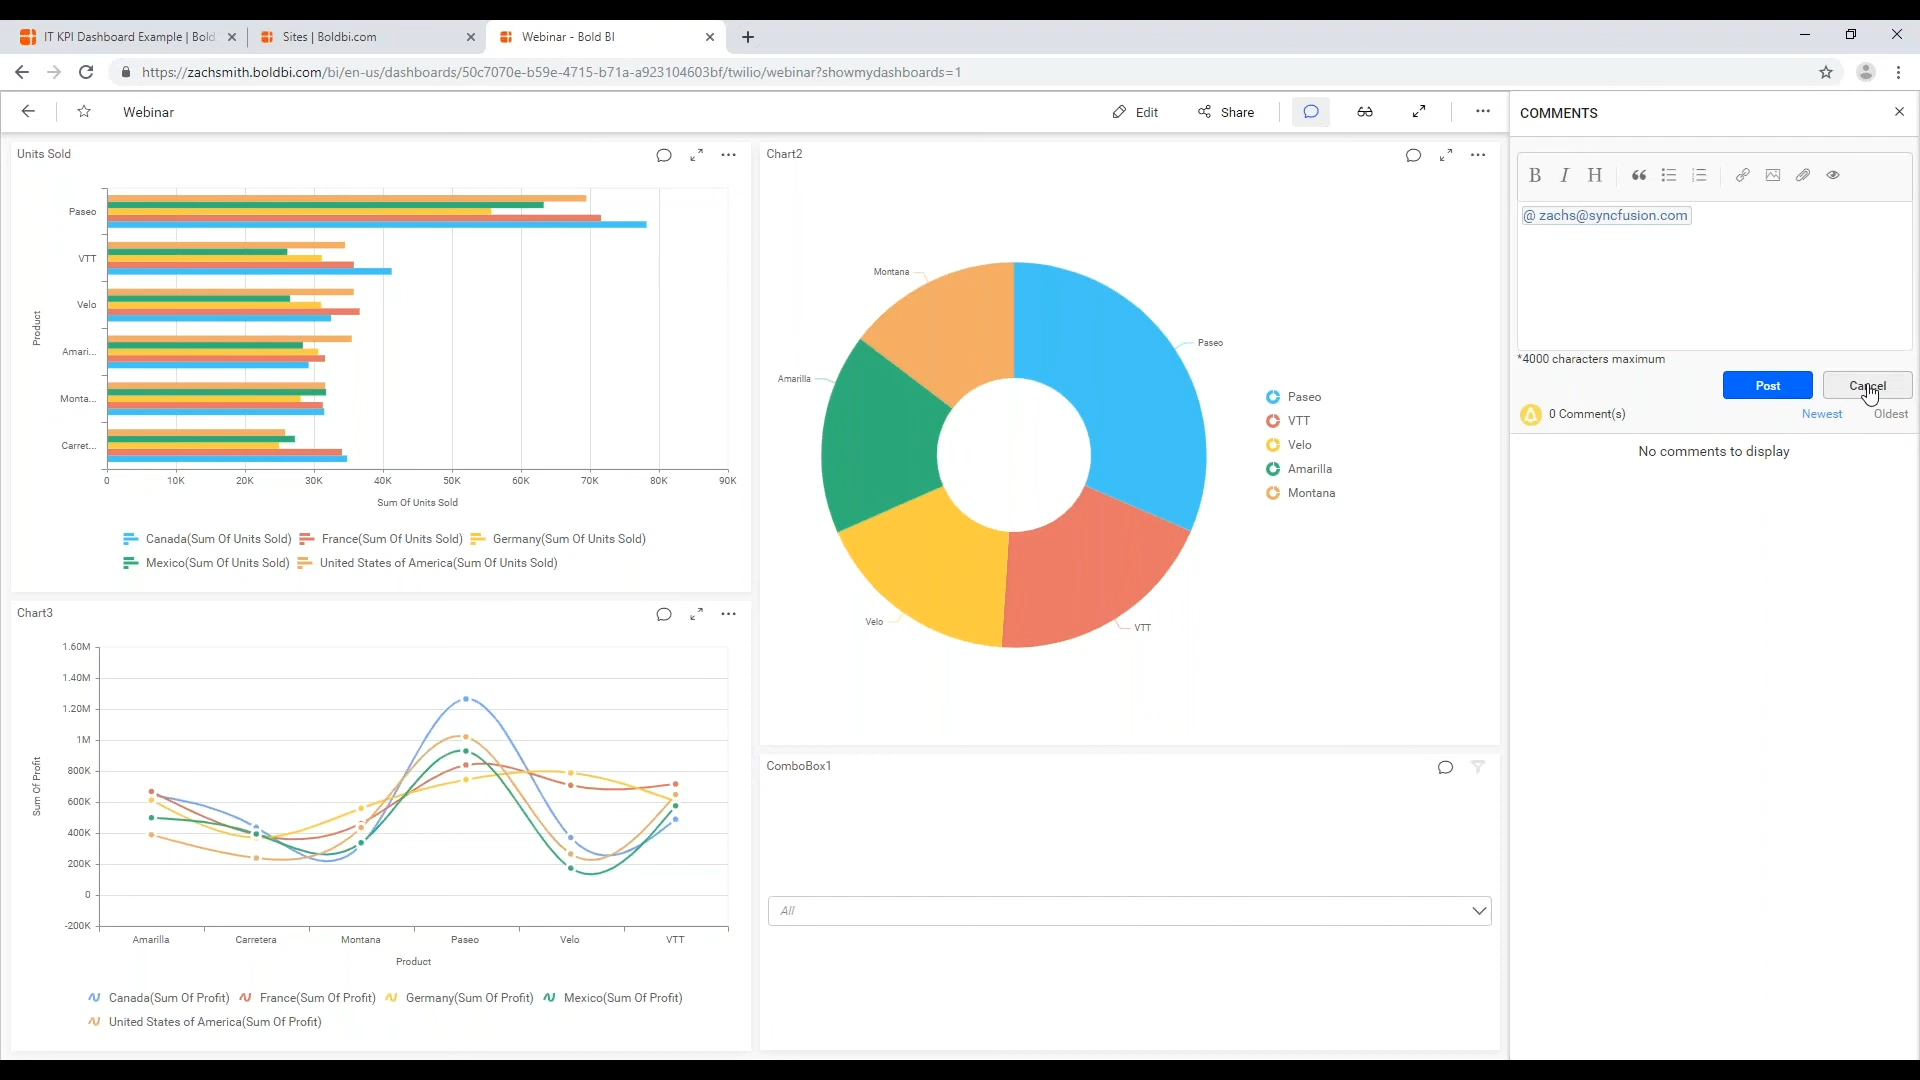 IT KPI Dashboard Example | Bold
Sites | Boldbi.com
Webinar - Bold BI
https://zachsmith.boldbi.com/bi/en-us/dashboards/50c7070e-b59e-4715-b71a-a923104603bf/twilio/webinar?showmydashboards=1
Webinar
Edit
Share
COMMENTS
Units Sold
Product
Paseo
VTT
Velo
Amari...
Monta...
Carret...
0 10K 20K 30K 40K 50K 60K 70K 80K 90K
Sum Of Units Sold
Canada(Sum Of Units Sold) France(Sum Of Units Sold) Germany(Sum Of Units Sold)
Mexico(Sum Of Units Sold) United States of America(Sum Of Units Sold)
Chart2
Montana
Paseo
Amarilla
Velo
VTT
Paseo
VTT
Velo
Amarilla
Montana
Chart3
Sum Of Profit
1.60M
1.40M
1.20M
1M
800K
600K
400K
200K
0
-200K
Amarilla Carretera Montana Paseo Velo VTT
Product
Canada(Sum Of Profit) France(Sum Of Profit) Germany(Sum Of Profit) Mexico(Sum Of Profit)
United States of America(Sum Of Profit)
ComboBox1
All
B I H
@ zachs@syncfusion.com
*4000 characters maximum
Post Cancel
0 Comment(s) Newest Oldest
No comments to display